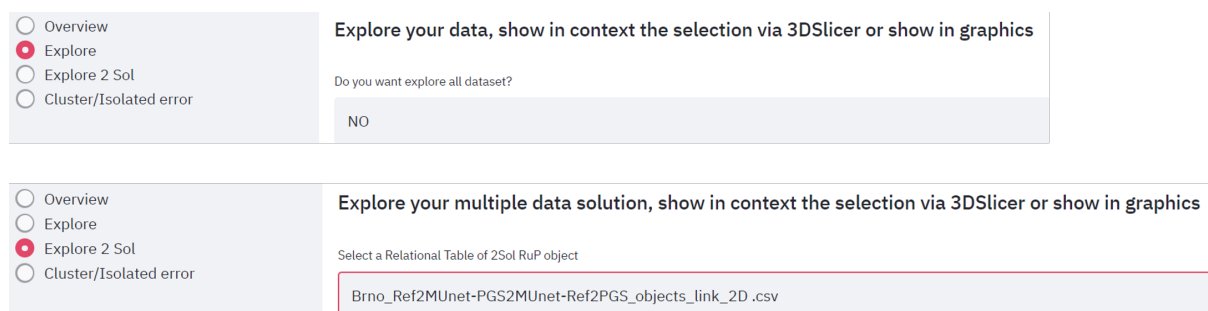 Overview
Explore
Explore 2 Sol
Cluster/Isolated error
Explore your data, show in context the selection via 3DSlicer or show in graphics
Do you want explore all dataset?
NO
Overview
Explore
Explore 2 Sol
Cluster/Isolated error
Explore your multiple data solution, show in context the selection via 3DSlicer or show in graphics
Select a Relational Table of 2Sol RuP object
Brno_Ref2MUnet-PGS2MUnet-Ref2PGS_objects_link_2D .csv